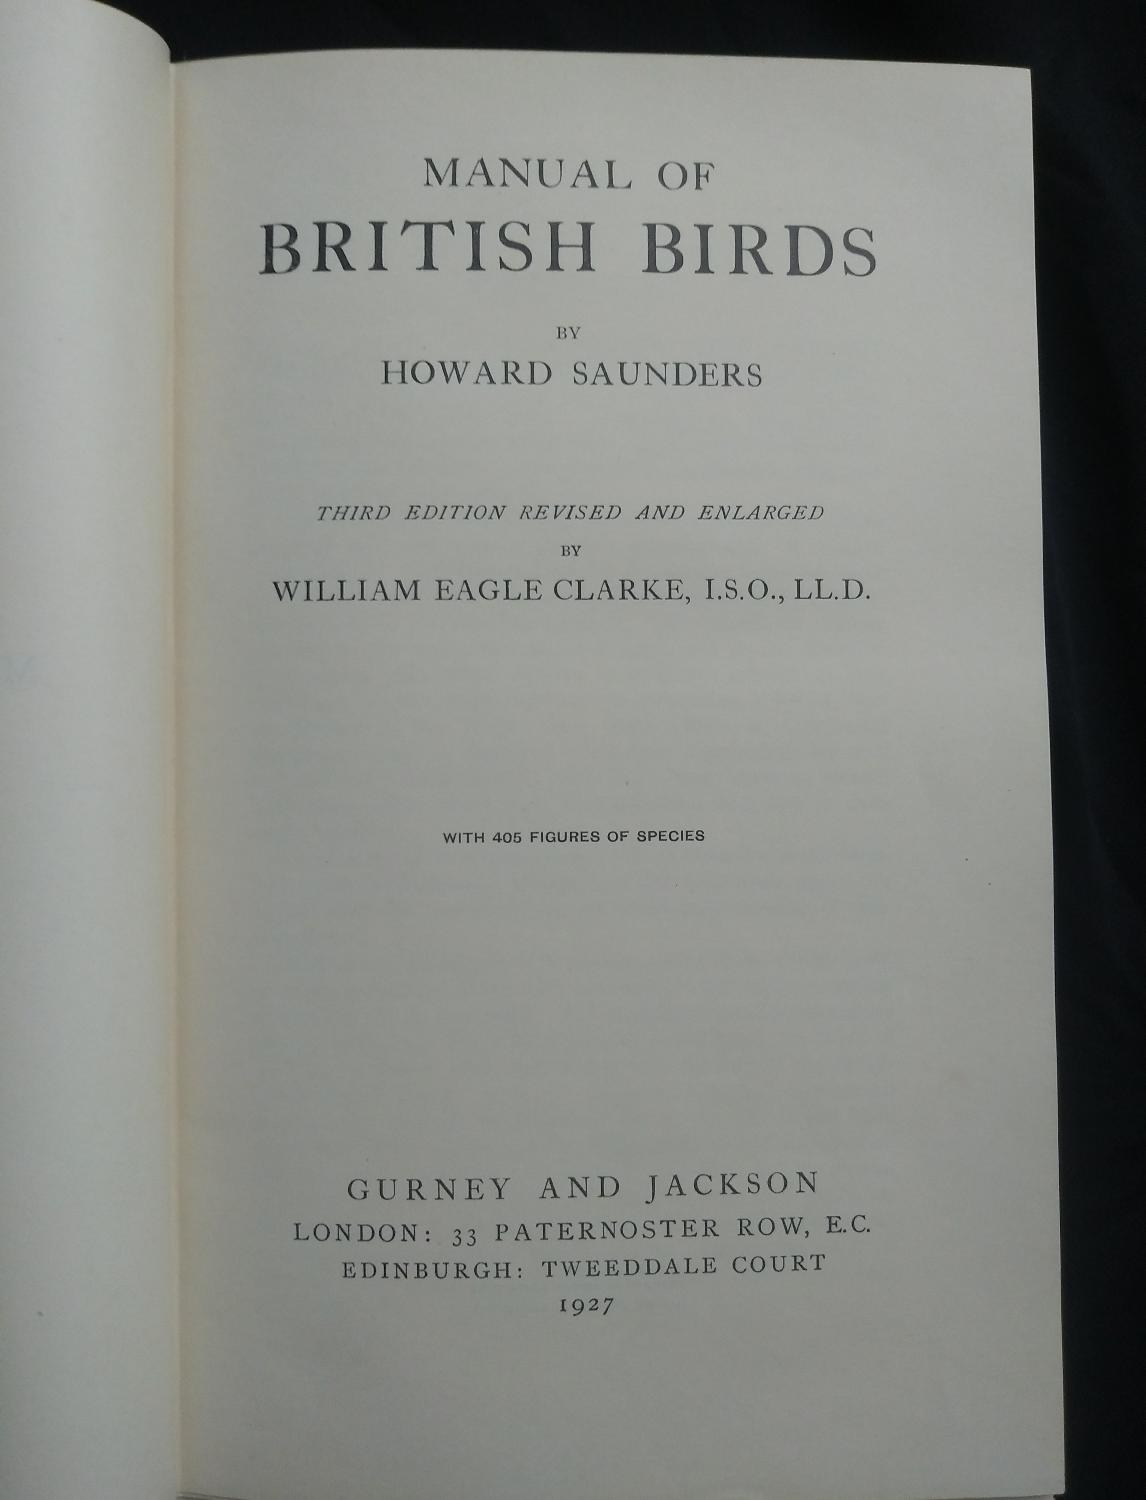 MANUAL OF
BRITISH BIRDS
BY
HOWARD SAUNDERS
THIRD EDITION REVISED AND ENLARGED
BY
WILLIAM EAGLE CLARKE, I.S.O., LL.D.
WITH 405 FIGURES OF SPECIES
GURNEY AND JACKSON
LONDON: 33 PATERNOSTER ROW, E.C.
EDINBURGH: TWEEDDALE COURT
1927